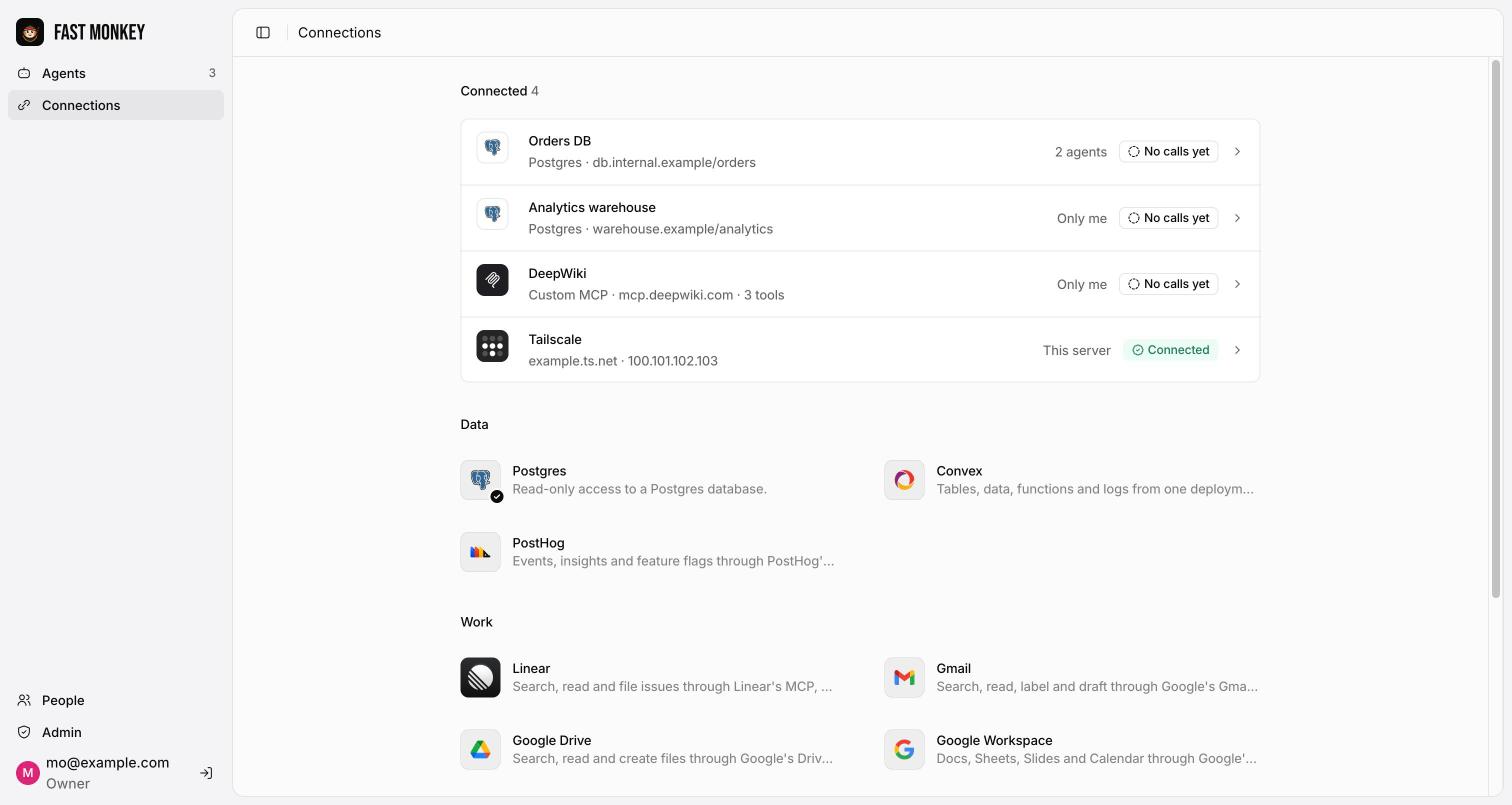 FAST MONKEY
Agents 3
Connections
People
Admin
M
mo@example.com
Owner
Connections
Connected 4
Orders DB
Postgres · db.internal.example/orders
2 agents No calls yet
Analytics warehouse
Postgres · warehouse.example/analytics
Only me No calls yet
DeepWiki
Custom MCP · mcp.deepwiki.com · 3 tools
Only me No calls yet
Tailscale
example.ts.net · 100.101.102.103
This server Connected
Data
Postgres
Read-only access to a Postgres database.
Convex
Tables, data, functions and logs from one deploym...
PostHog
Events, insights and feature flags through PostHog'...
Work
Linear
Search, read and file issues through Linear's MCP, ...
Gmail
Search, read, label and draft through Google's Gma...
Google Drive
Search, read and create files through Google's Driv...
Google Workspace
Docs, Sheets, Slides and Calendar through Google'...